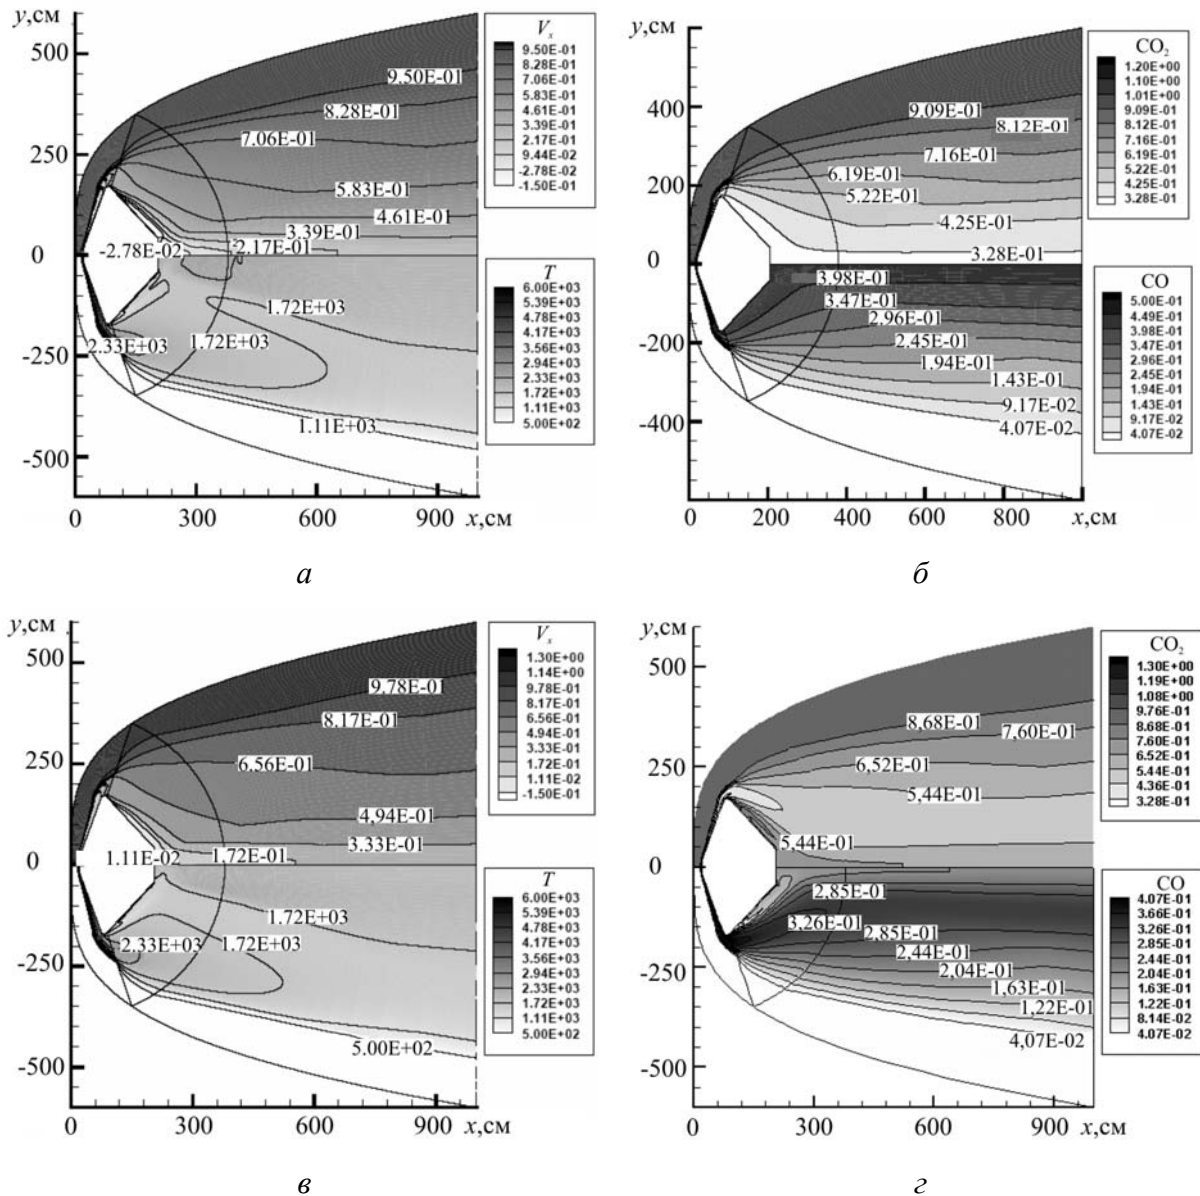 y,см
500
250
0
-250
-500
0
300
600
900
x,см
9.50E-01
8.28E-01
7.06E-01
5.83E-01
4.61E-01
3.39E-01
-2.78E-02
2.17E-01
1.72E+03
2.33E+03
1.72E+03
1.11E+03
Vx
9.50E-01
8.28E-01
7.06E-01
5.83E-01
4.61E-01
3.39E-01
2.17E-01
9.44E-02
-2.78E-02
-1.50E-01
T
6.00E+03
5.39E+03
4.78E+03
4.17E+03
3.56E+03
2.94E+03
2.33E+03
1.72E+03
1.11E+03
5.00E+02
а
y,см
400
200
0
-200
-400
0
200
400
600
800
x,см
9.09E-01
8.12E-01
7.16E-01
6.19E-01
5.22E-01
4.25E-01
3.28E-01
3.98E-01
3.47E-01
2.96E-01
2.45E-01
1.94E-01
1.43E-01
9.17E-02
4.07E-02
CO2
1.20E+00
1.10E+00
1.01E+00
9.09E-01
8.12E-01
7.16E-01
6.19E-01
5.22E-01
4.25E-01
3.28E-01
CO
5.00E-01
4.49E-01
3.98E-01
3.47E-01
2.96E-01
2.45E-01
1.94E-01
1.43E-01
9.17E-02
4.07E-02
б
y,см
500
250
0
-250
-500
0
300
600
900
x,см
9.78E-01
8.17E-01
6.56E-01
4,94E-01
3.33E-01
1.11E-02
1.72E-01
1.72E+03
2,33E+03
1,72E+03
5.00E+02
Vx
1.30E+00
1.14E+00
9.78E-01
8.17E-01
6.56E-01
4.94E-01
3.33E-01
1.72E-01
1.11E-02
-1.50E-01
T
6.00E+03
5.39E+03
4.78E+03
4.17E+03
3.56E+03
2.94E+03
2.33E+03
1.72E+03
1.11E+03
5.00E+02
в
y,см
500
250
0
-250
-500
0
300
600
900
x,см
8,68E-01
7,60E-01
6,52E-01
5,44E-01
5,44E-01
2,85E-01
3,26E-01
2,85E-01
2,44E-01
2,04E-01
1,63E-01
1,22E-01
4,07E-02
CO2
1.30E+00
1.19E+00
1.08E+00
9.76E-01
8.68E-01
7.60E-01
6.52E-01
5.44E-01
4.36E-01
3.28E-01
CO
4.07E-01
3.66E-01
3.26E-01
2.85E-01
2.44E-01
2.04E-01
1.63E-01
1.22E-01
8.14E-02
4.07E-02
г